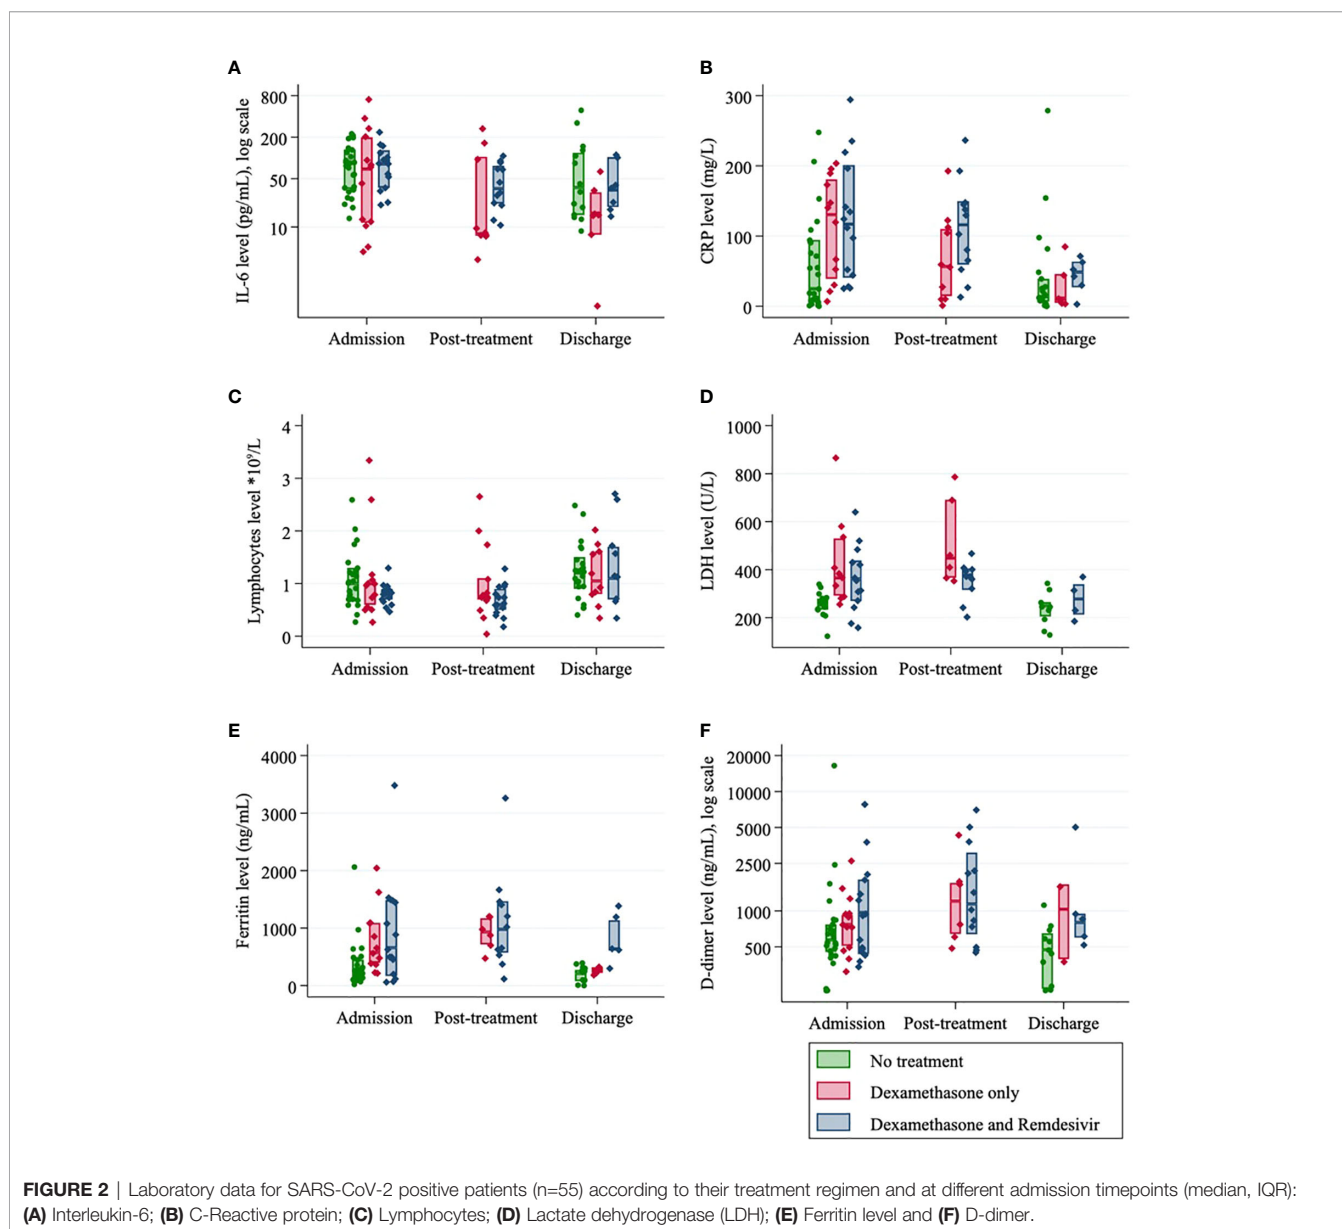 A
IL-6 level (pg/mL), log scale
800
200
50
10
Admission Post-treatment Discharge
B
CRP level (mg/L)
300
200
100
0
Admission Post-treatment Discharge
C
Lymphocytes level *10⁹/L
4
3
2
1
0
Admission Post-treatment Discharge
D
LDH level (U/L)
1000
800
600
400
200
Admission Post-treatment Discharge
E
Ferritin level (ng/mL)
4000
3000
2000
1000
0
Admission Post-treatment Discharge
F
D-dimer level (ng/mL), log scale
20000
10000
5000
2500
1000
500
Admission Post-treatment Discharge
No treatment
Dexamethasone only
Dexamethasone and Remdesivir
FIGURE 2 | Laboratory data for SARS-CoV-2 positive patients (n=55) according to their treatment regimen and at different admission timepoints (median, IQR):
(A) Interleukin-6; (B) C-Reactive protein; (C) Lymphocytes; (D) Lactate dehydrogenase (LDH); (E) Ferritin level and (F) D-dimer.